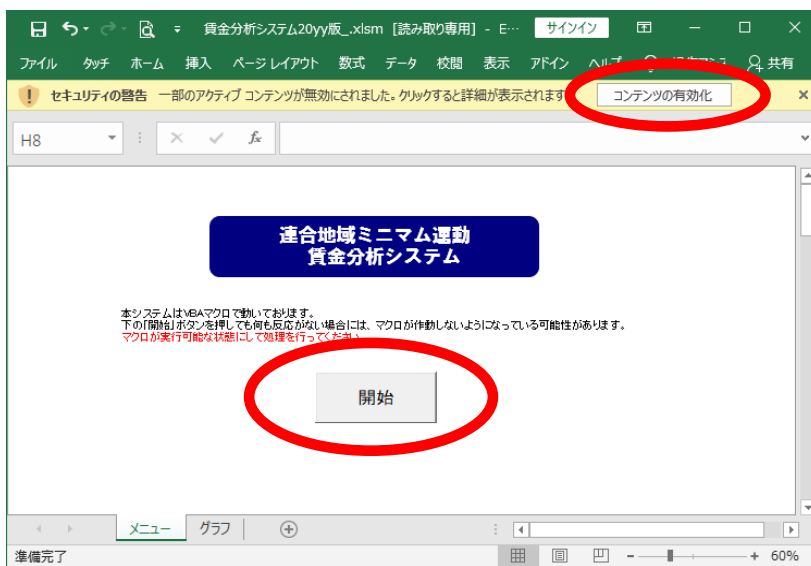 賃金分析システム20yy版_.xlsm [読み取り専用] - E… サインイン
ファイル タッチ ホーム 挿入 ページ レイアウト 数式 データ 校閲 表示 アドイン ヘルプ 共有
セキュリティの警告 一部のアクティブ コンテンツが無効にされました。クリックすると詳細が表示されます コンテンツの有効化
H8 fx
連合地域ミニマム運動
賃金分析システム
本システムはVBAマクロで動いております。
下の「開始」ボタンを押しても何も反応がない場合には、マクロが作動しないようになっている可能性があります。
マクロが実行可能な状態にして処理を行ってください
開始
メニュー グラフ
準備完了 60%